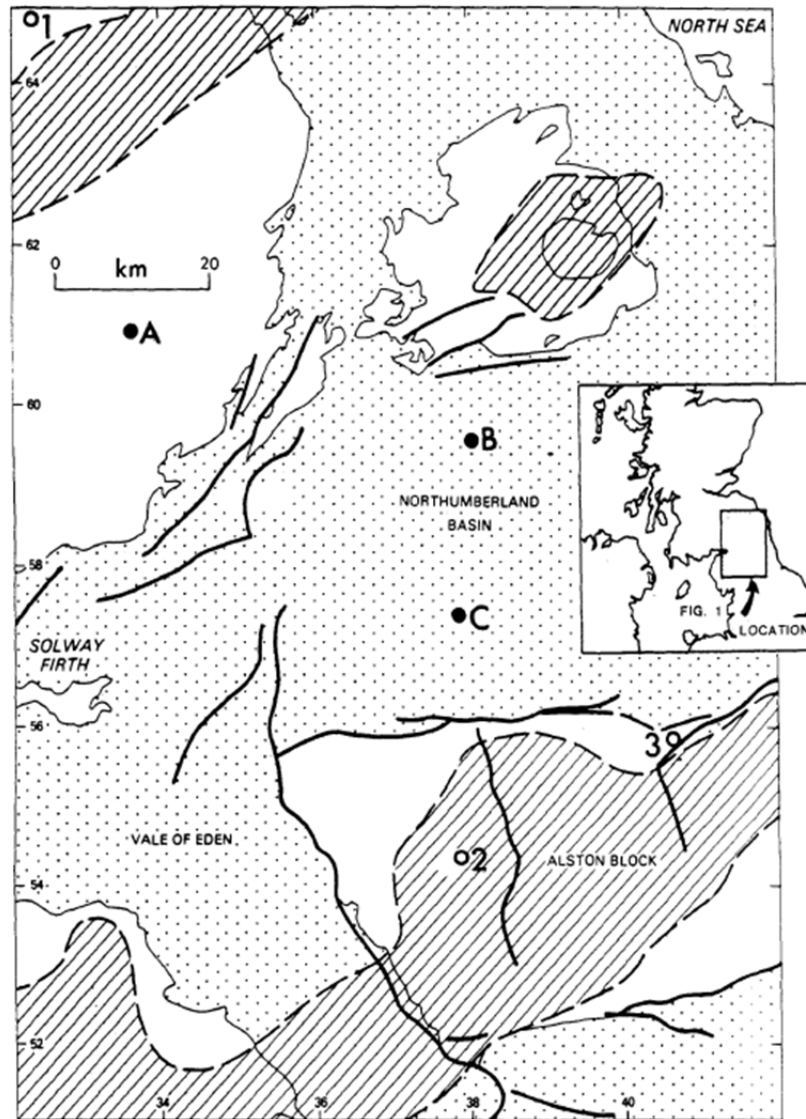 1
NORTH SEA
64
62
0 20
km
A
60
B
NORTHUMBERLAND
BASIN
58
C
FIG. 1
LOCATION
SOLWAY
FIRTH
56
3
VALE OF EDEN
2
ALSTON BLOCK
54
52
34
36
38
40